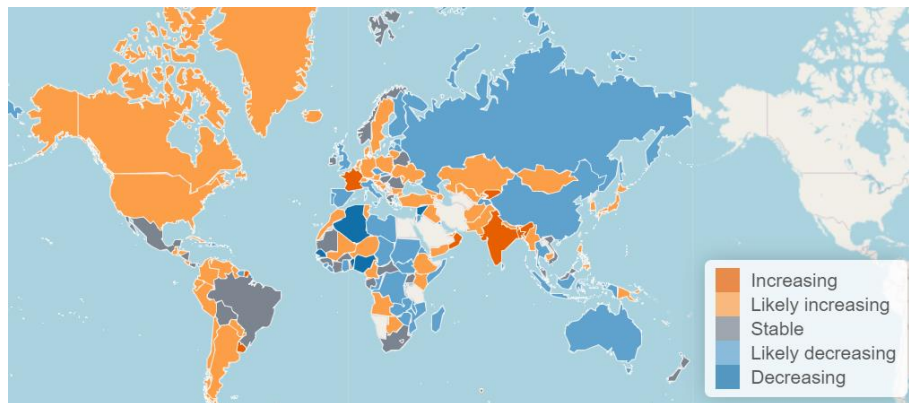 Increasing
Likely increasing
Stable
Likely decreasing
Decreasing